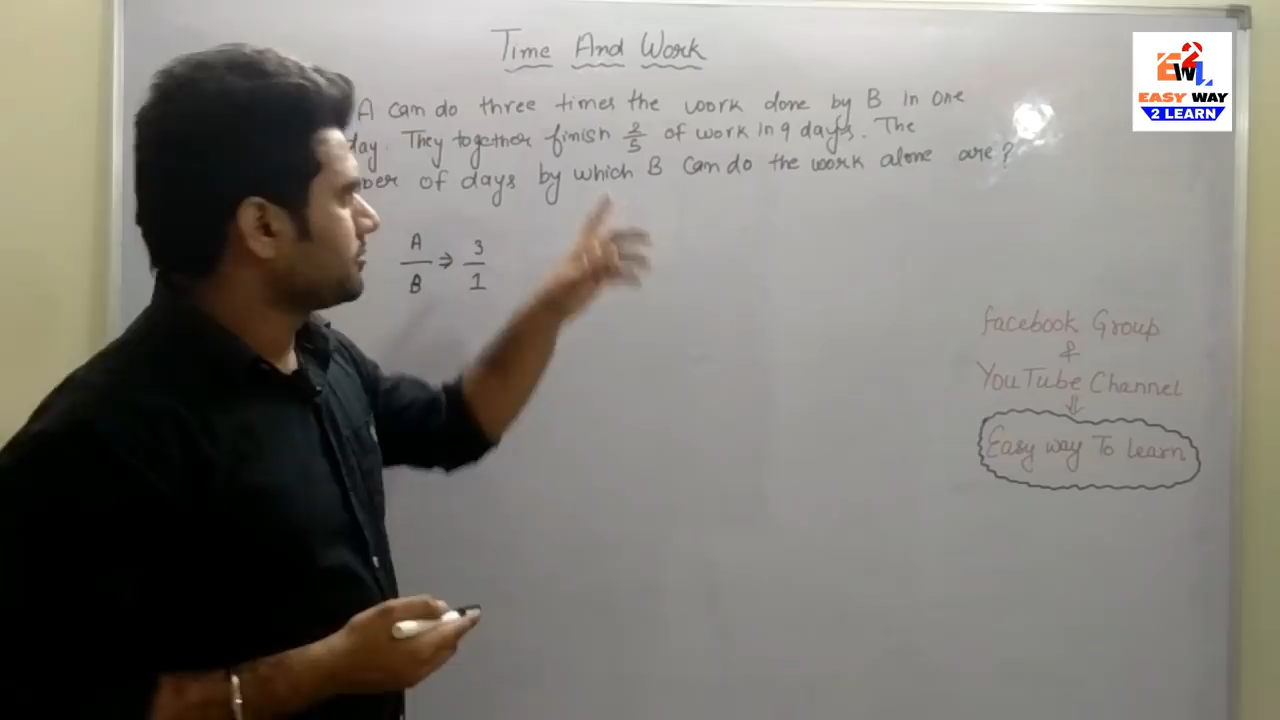 Time And Work
A can do three times the work done by B in one
day. They together finish 2/5 of work in 9 days. The
of days by which B can do the work alone are?
A/B ⇒ 3/1
E2L
W
EASY WAY
2 LEARN
facebook Group
&
YouTube Channel
⇓
Easy way To Learn